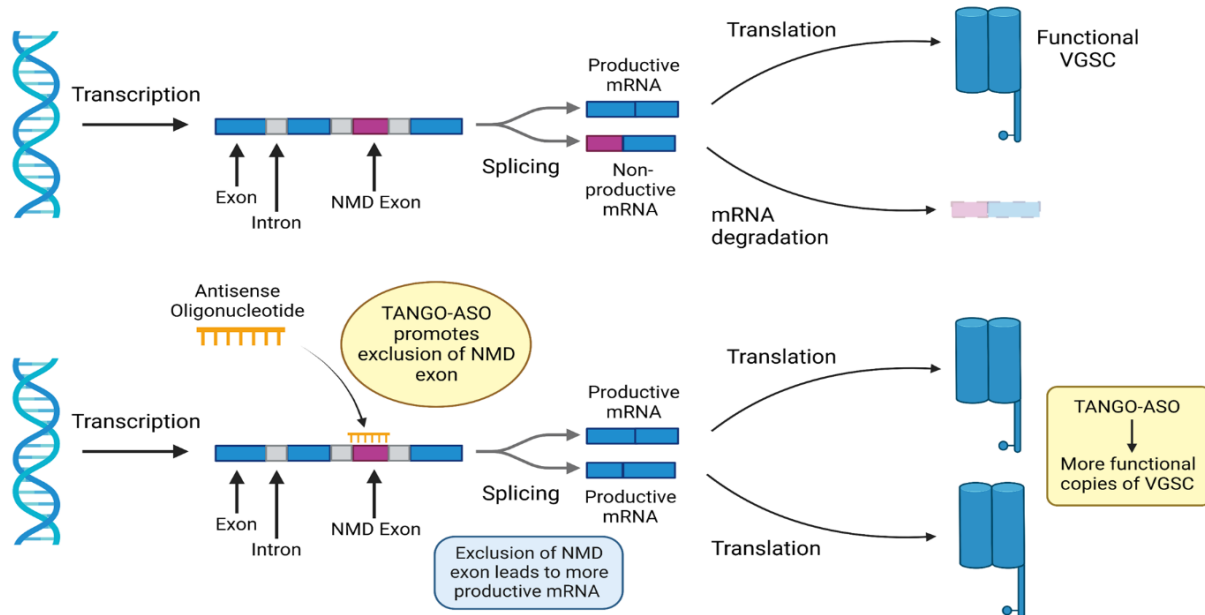 Transcription
Exon
Intron
NMD Exon
Splicing
Productive
mRNA
Non-
productive
mRNA
Translation
mRNA
degradation
Functional
VGSC
Antisense
Oligonucleotide
TANGO-ASO
promotes
exclusion of NMD
exon
Transcription
Exon
Intron
NMD Exon
Splicing
Productive
mRNA
Productive
mRNA
Exclusion of NMD
exon leads to more
productive mRNA
Translation
Translation
TANGO-ASO
More functional
copies of VGSC